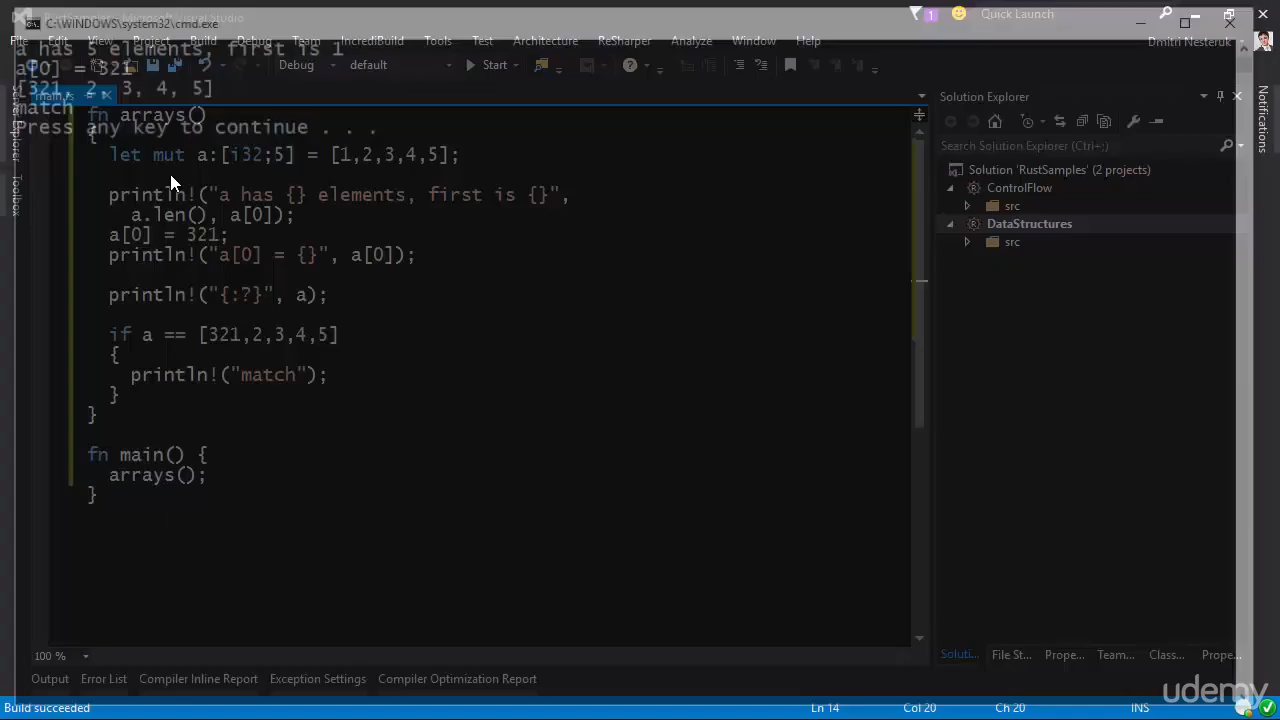 C:\WINDOWS\system32\cmd.exe
Quick Launch
1
File Edit View Project Build Debug Team IncrediBuild Tools Test Architecture ReSharper Analyze Window Help
Dmitri Nesteruk
a has 5 elements, first is 1
a[0] = 321
[321, 2, 3, 4, 5]
match
Press any key to continue . . .
Debug default Start
main.rs
Server Explorer
Toolbox
fn arrays()
{
let mut a:[i32;5] = [1,2,3,4,5];
println!("a has {} elements, first is {}",
a.len(), a[0]);
a[0] = 321;
println!("a[0] = {}", a[0]);
println!("{:?}", a);
if a == [321,2,3,4,5]
{
println!("match");
}
}
fn main() {
arrays();
}
100 %
Solution Explorer
Search Solution Explorer (Ctrl+;)
Solution 'RustSamples' (2 projects)
ControlFlow
src
DataStructures
src
Notifications
Soluti... File St... Prope... Team... Class... Prope...
Output Error List Compiler Inline Report Exception Settings Compiler Optimization Report
udemy
Build succeeded Ln 14 Col 20 Ch 20 INS